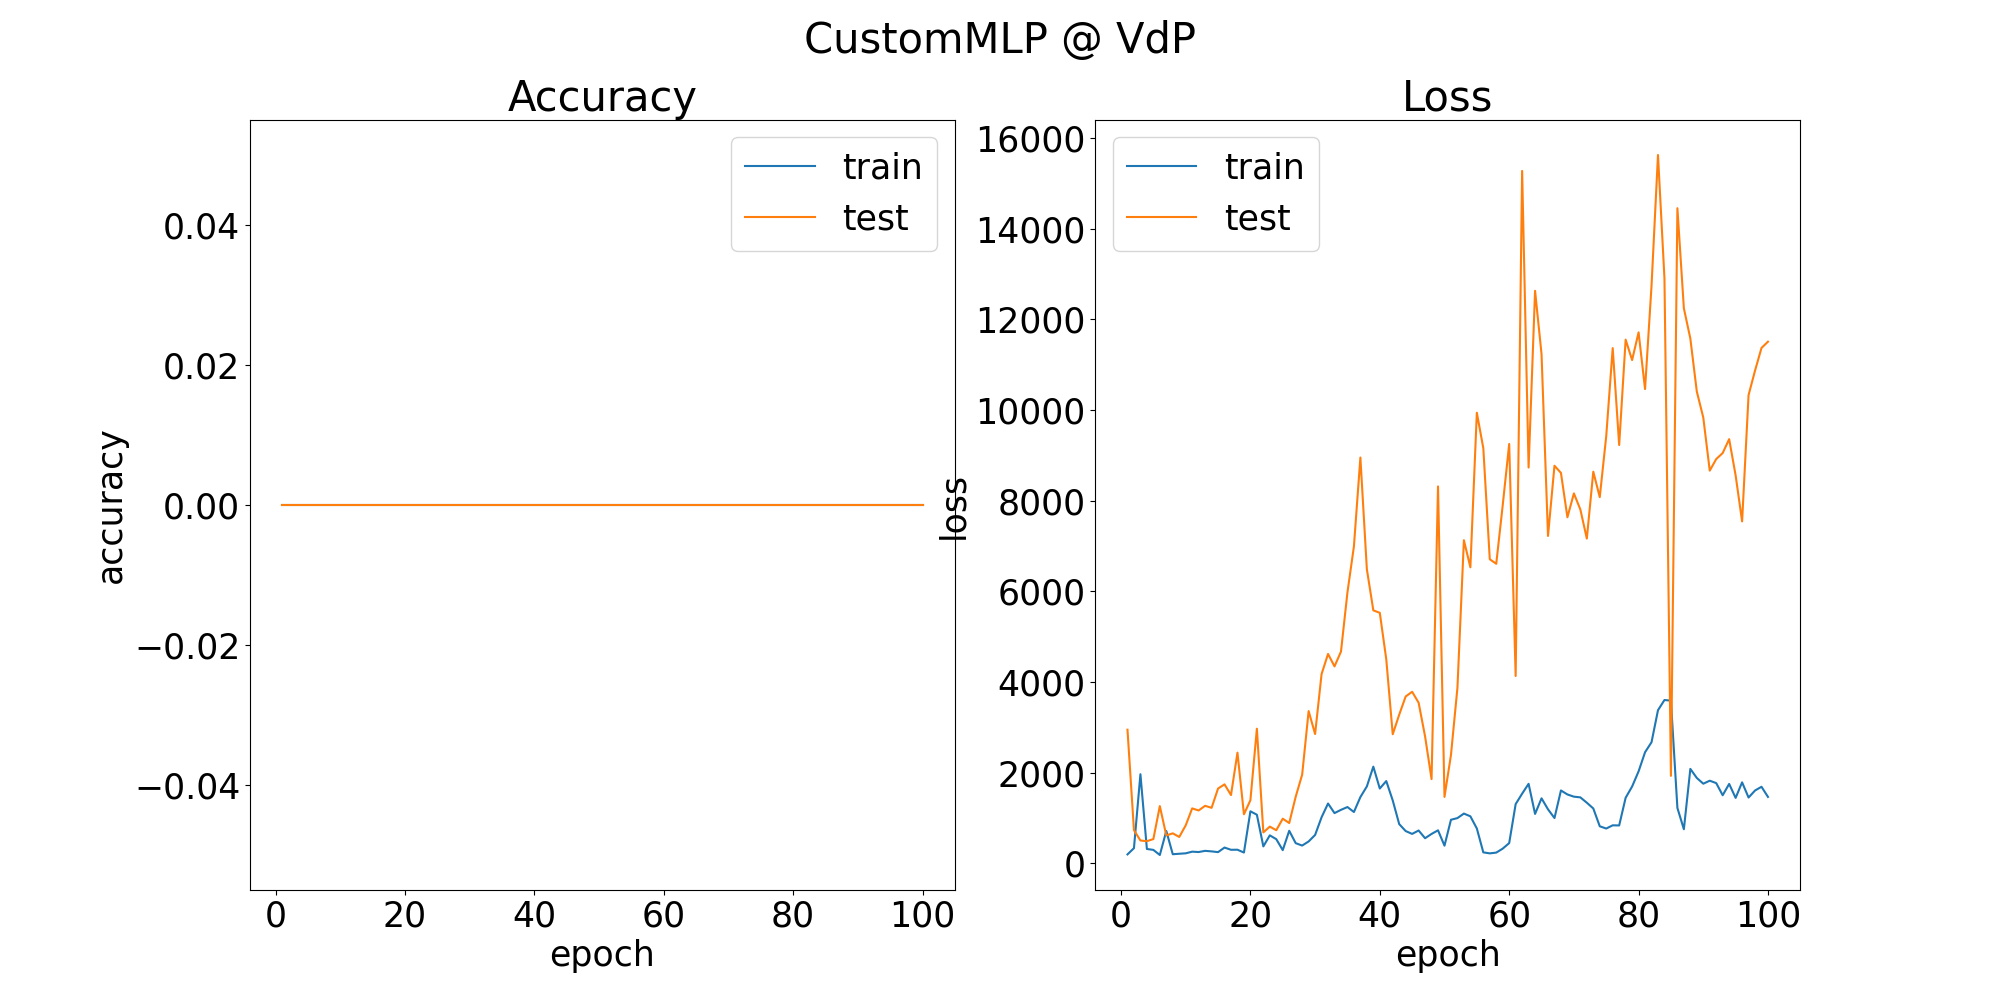 CustomMLP @ VdP
Accuracy
train
test
accuracy
0.04
0.02
0.00
−0.02
−0.04
0 20 40 60 80 100
epoch
Loss
train
test
loss
16000
14000
12000
10000
8000
6000
4000
2000
0
0 20 40 60 80 100
epoch